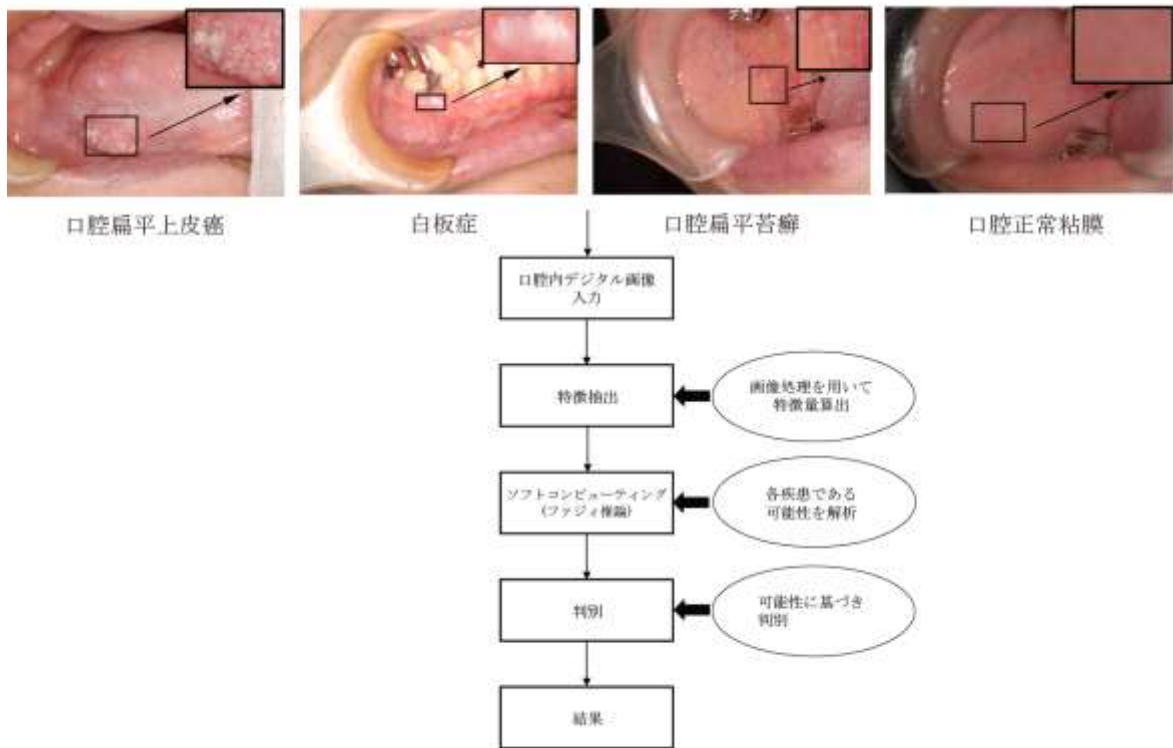 口腔扁平上皮癌
白板症
口腔扁平苔癬
口腔正常粘膜
口腔内デジタル画像
入力
特徴抽出
画像処理を用いて
特徴量算出
ソフトコンピューティング
(ファジィ推論)
各疾患である
可能性を解析
判別
可能性に基づき
判別
結果